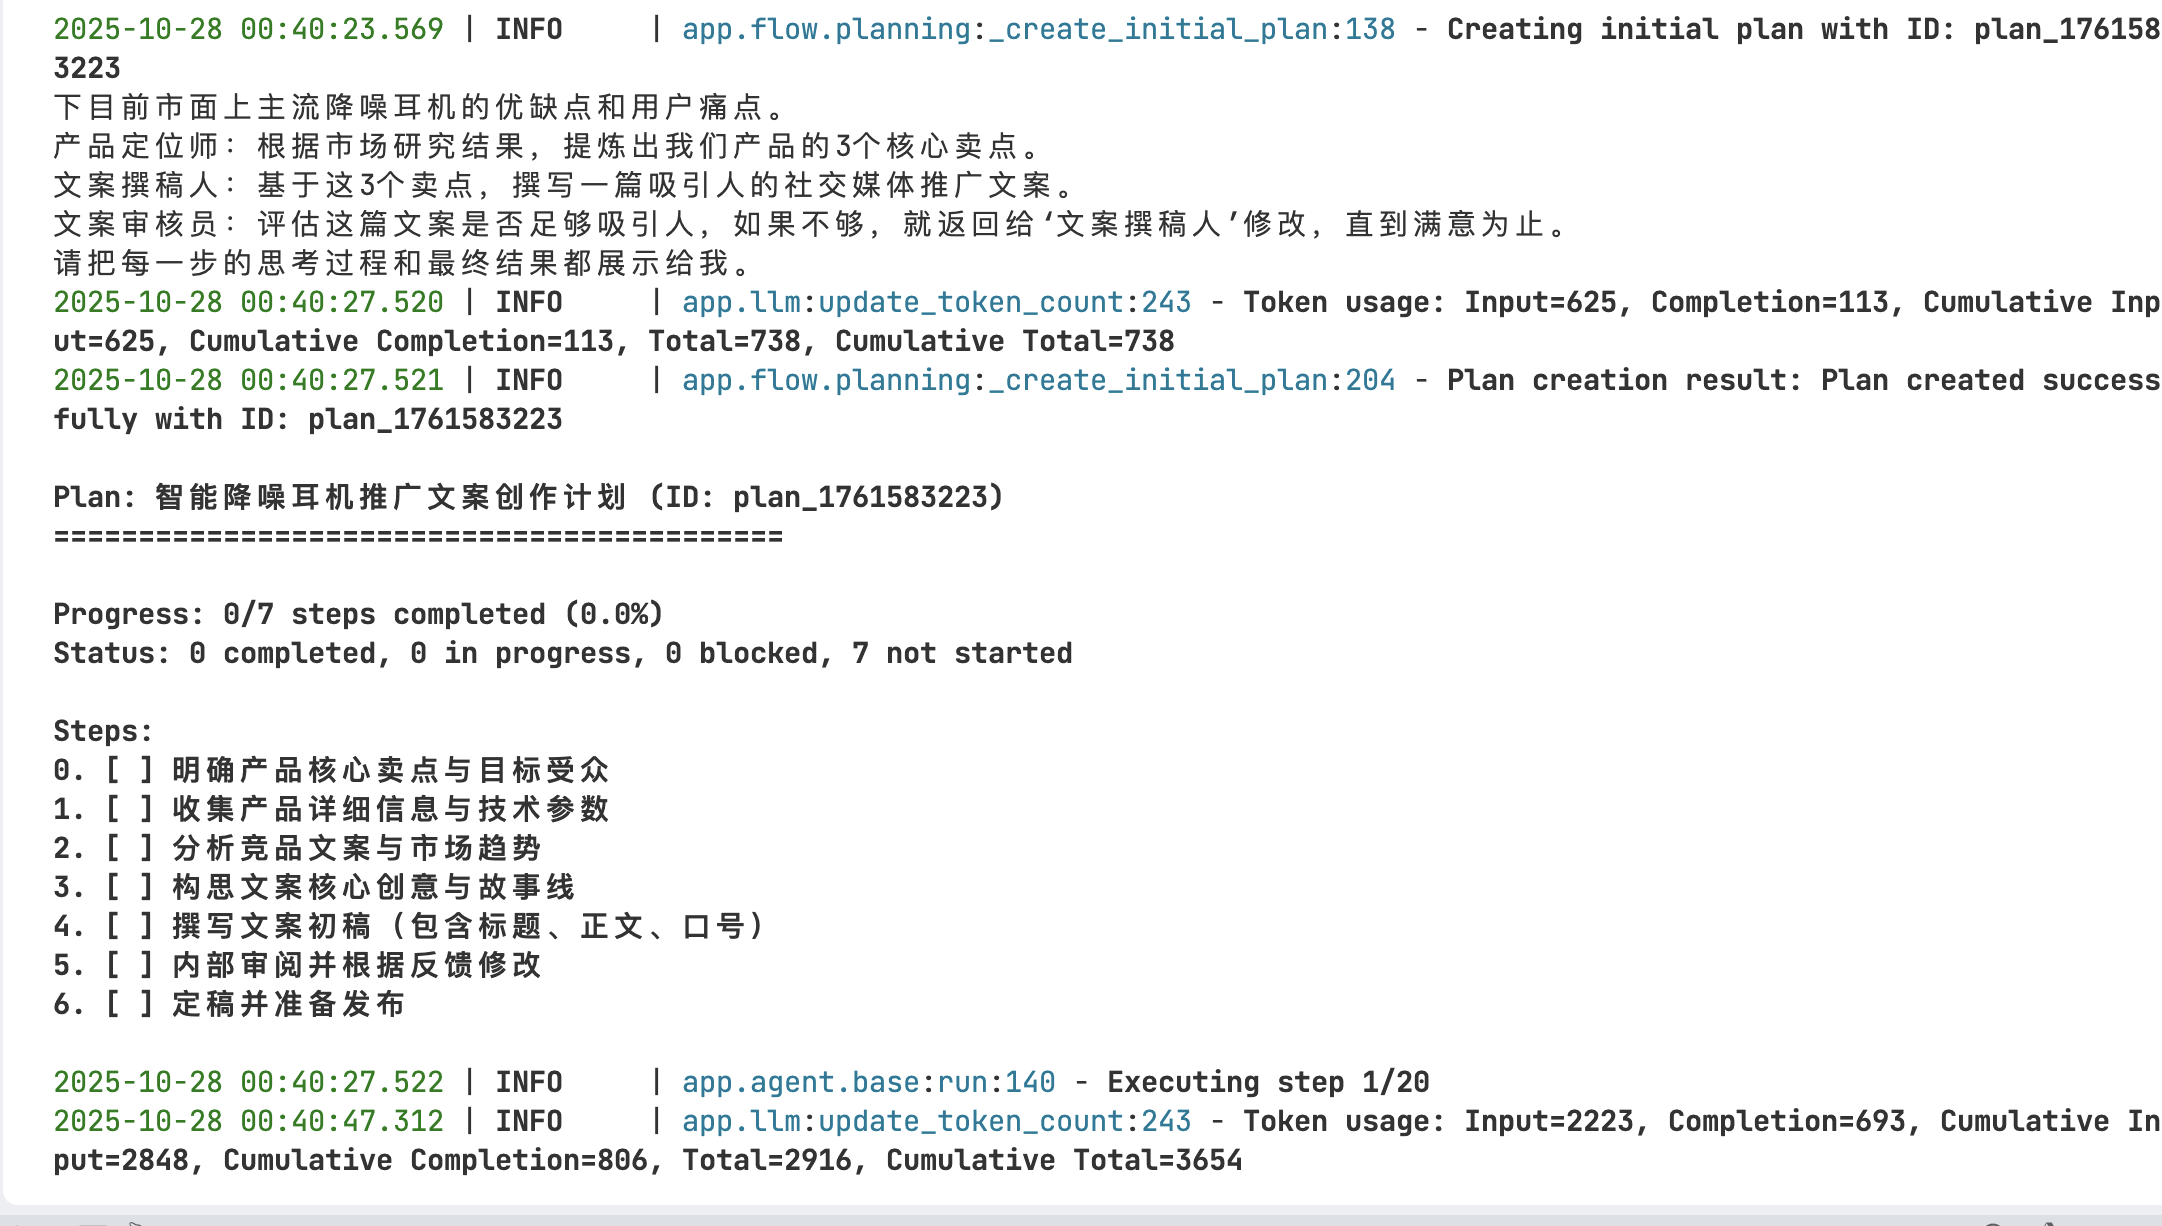 2025-10-28 00:40:23.569 | INFO     | app.flow.planning:_create_initial_plan:138 - Creating initial plan with ID: plan_176158
3223
下目前市面上主流降噪耳机的优缺点和用户痛点。
产品定位师：根据市场研究结果，提炼出我们产品的3个核心卖点。
文案撰稿人：基于这3个卖点，撰写一篇吸引人的社交媒体推广文案。
文案审核员：评估这篇文案是否足够吸引人，如果不够，就返回给‘文案撰稿人’修改，直到满意为止。
请把每一步的思考过程和最终结果都展示给我。
2025-10-28 00:40:27.520 | INFO     | app.llm:update_token_count:243 - Token usage: Input=625, Completion=113, Cumulative Inp
ut=625, Cumulative Completion=113, Total=738, Cumulative Total=738
2025-10-28 00:40:27.521 | INFO     | app.flow.planning:_create_initial_plan:204 - Plan creation result: Plan created success
fully with ID: plan_1761583223
Plan: 智能降噪耳机推广文案创作计划 (ID: plan_1761583223)
===========================================
Progress: 0/7 steps completed (0.0%)
Status: 0 completed, 0 in progress, 0 blocked, 7 not started
Steps:
0. [ ] 明确产品核心卖点与目标受众
1. [ ] 收集产品详细信息与技术参数
2. [ ] 分析竞品文案与市场趋势
3. [ ] 构思文案核心创意与故事线
4. [ ] 撰写文案初稿（包含标题、正文、口号）
5. [ ] 内部审阅并根据反馈修改
6. [ ] 定稿并准备发布
2025-10-28 00:40:27.522 | INFO     | app.agent.base:run:140 - Executing step 1/20
2025-10-28 00:40:47.312 | INFO     | app.llm:update_token_count:243 - Token usage: Input=2223, Completion=693, Cumulative In
put=2848, Cumulative Completion=806, Total=2916, Cumulative Total=3654